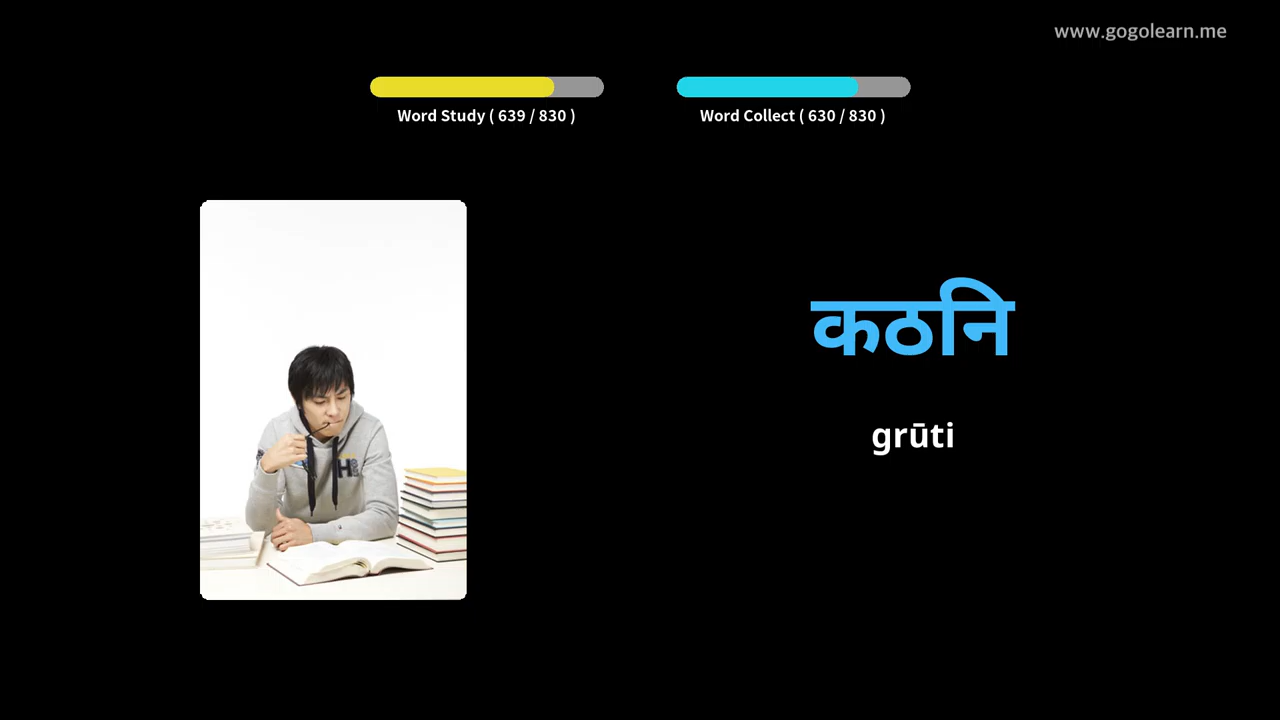 www.gogolearn.me
Word Study ( 639 / 830 )
Word Collect ( 630 / 830 )
कठनि
grūti
H